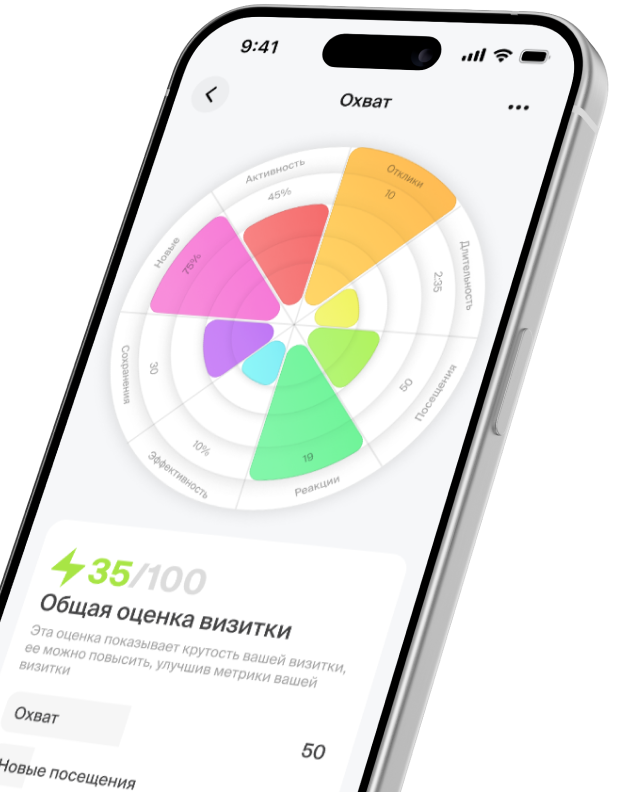 9:41
Охват
Активность
45%
Отклики
10
Длительность
2:35
Новые
75%
Посещения
50
Сохранения
30
Эффективность
10%
Реакции
19
35/100
Общая оценка визитки
Эта оценка показывает крутость вашей визитки,
ее можно повысить, улучшив метрики вашей
визитки
Охват
50
Новые посещения